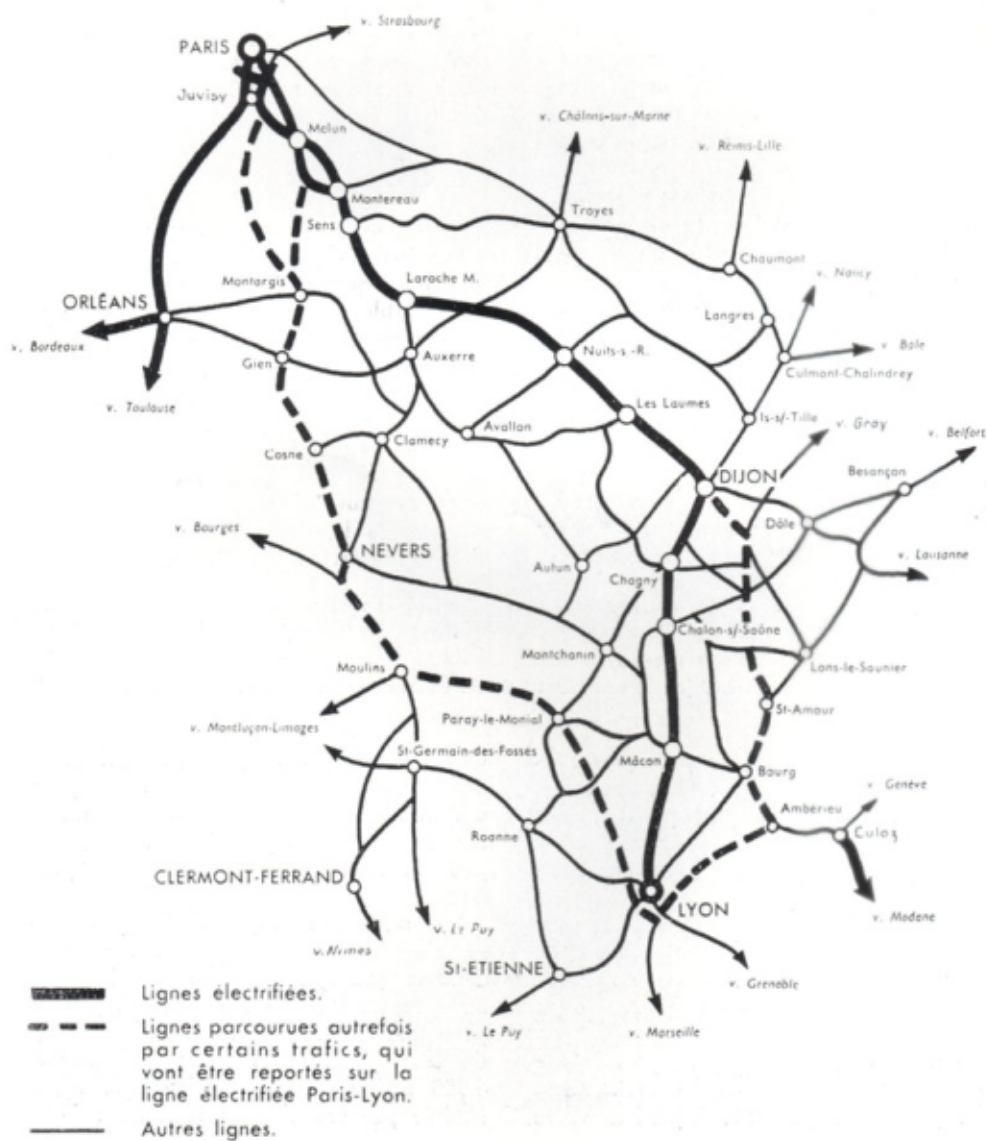 v. Strasbourg
PARIS
Juvisy
v. Châlons-sur-Marne
Melun
v. Reims-Lille
Montereau
Sens
Troyes
Chaumont
v. Nancy
Laroche M.
Montargis
ORLÉANS
Langres
v. Bordeaux
v. Bâle
Auxerre
Nuits-s.-R.
Gien
Culmont-Chalindrey
v. Toulouse
Les Laumes
Is-s/-Tille
Avallon
v. Gray
Clamecy
v. Belfort
Cosne
Besançon
DIJON
v. Bourges
Dôle
NEVERS
v. Lausanne
Autun
Chagny
Chalon-s/-Saône
Montchanin
Lons-le-Saunier
Moulins
St-Amour
Paray-le-Monial
v. Montluçon-Limages
St-Germain-des-Fossés
Mâcon
Bourg
v. Genève
Ambérieu
Roanne
Culoz
CLERMONT-FERRAND
LYON
v. Modane
v. Le Puy
v. Nîmes
St-ETIENNE
v. Grenoble
v. Le Puy
v. Marseille
Lignes électrifiées.
Lignes parcourues autrefois
par certains trafics, qui
vont être reportés sur la
ligne électrifiée Paris-Lyon.
Autres lignes.